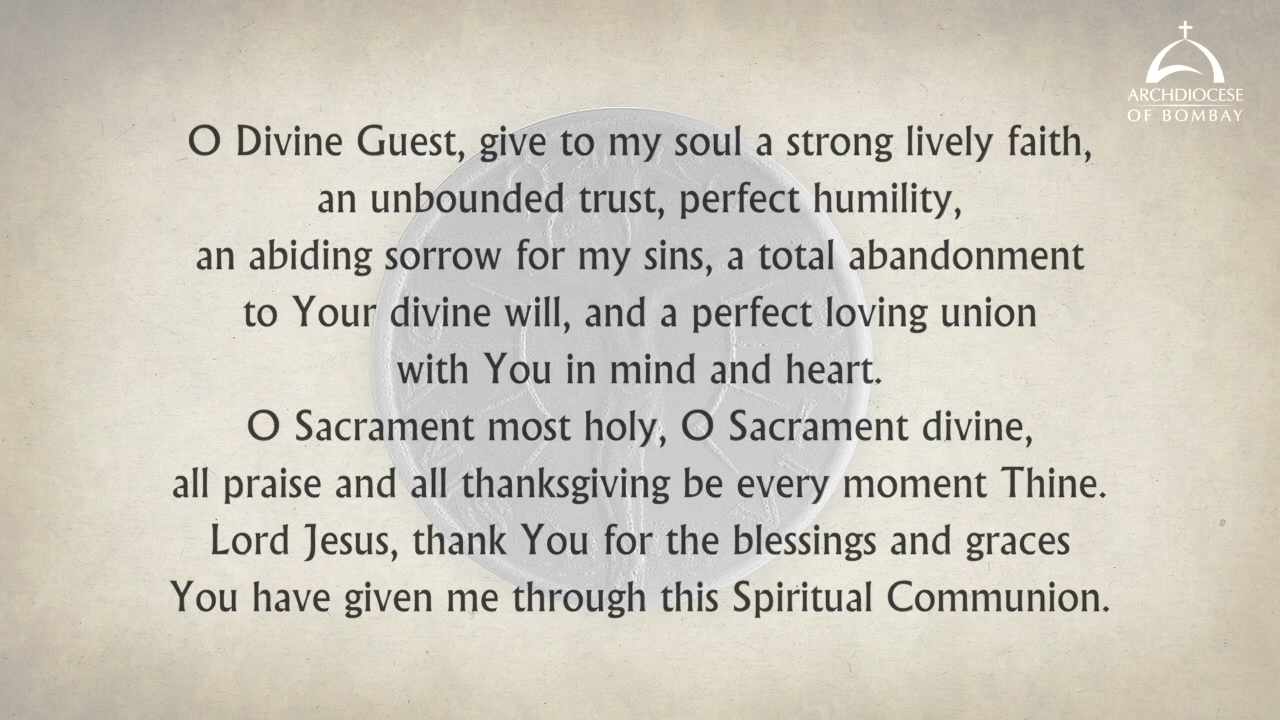 ARCHDIOCESE
OF BOMBAY
O Divine Guest, give to my soul a strong lively faith,
an unbounded trust, perfect humility,
an abiding sorrow for my sins, a total abandonment
to Your divine will, and a perfect loving union
with You in mind and heart.
O Sacrament most holy, O Sacrament divine,
all praise and all thanksgiving be every moment Thine.
Lord Jesus, thank You for the blessings and graces
You have given me through this Spiritual Communion.